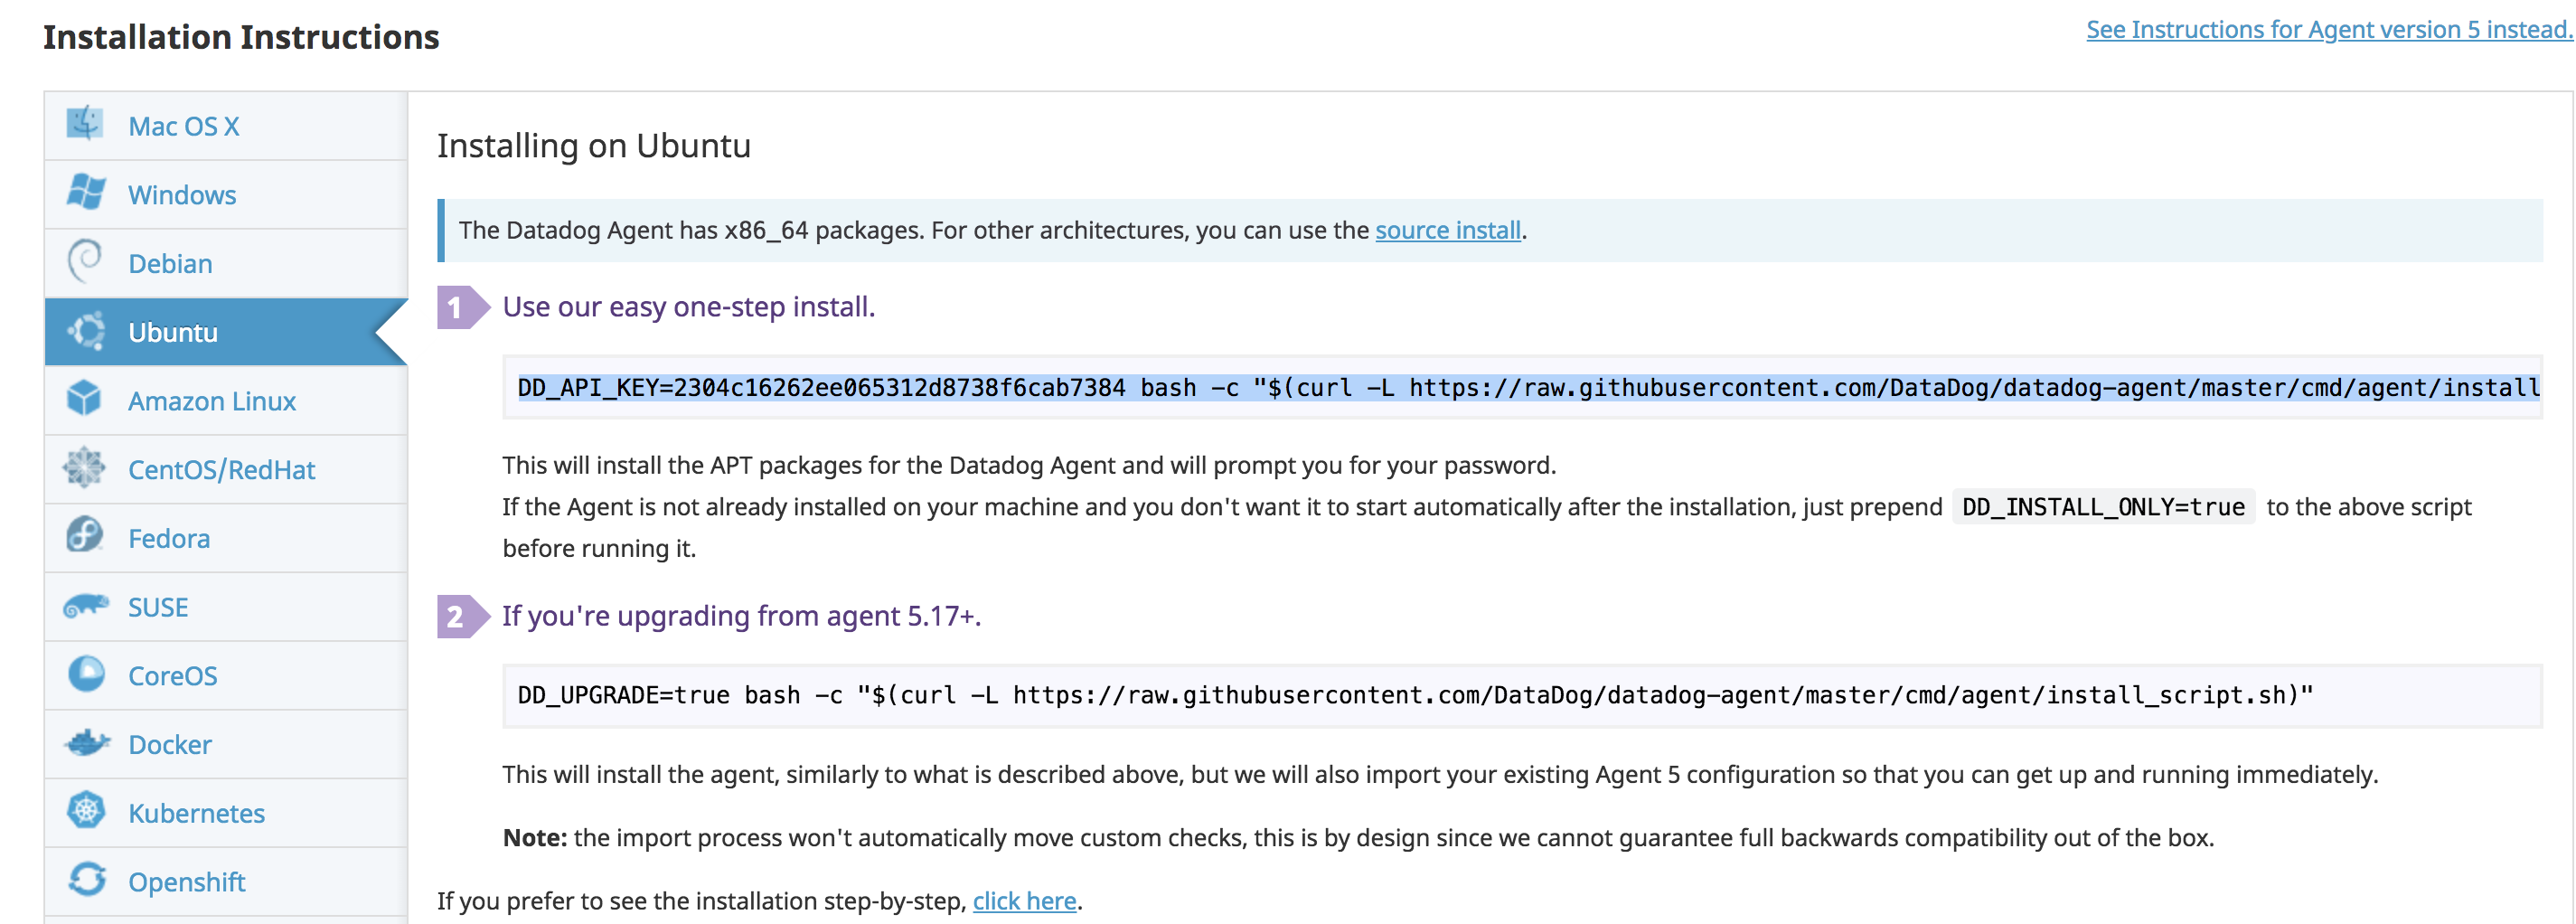 Installation Instructions
See Instructions for Agent version 5 instead.
Mac OS X
Windows
Debian
Ubuntu
Amazon Linux
CentOS/RedHat
Fedora
SUSE
CoreOS
Docker
Kubernetes
Openshift
Installing on Ubuntu
The Datadog Agent has x86_64 packages. For other architectures, you can use the source install.
1 Use our easy one-step install.
DD_API_KEY=2304c16262ee065312d8738f6cab7384 bash -c "$(curl -L https://raw.githubusercontent.com/DataDog/datadog-agent/master/cmd/agent/install
This will install the APT packages for the Datadog Agent and will prompt you for your password.
If the Agent is not already installed on your machine and you don't want it to start automatically after the installation, just prepend DD_INSTALL_ONLY=true to the above script
before running it.
2 If you're upgrading from agent 5.17+.
DD_UPGRADE=true bash -c "$(curl -L https://raw.githubusercontent.com/DataDog/datadog-agent/master/cmd/agent/install_script.sh)"
This will install the agent, similarly to what is described above, but we will also import your existing Agent 5 configuration so that you can get up and running immediately.
Note: the import process won't automatically move custom checks, this is by design since we cannot guarantee full backwards compatibility out of the box.
If you prefer to see the installation step-by-step, click here.